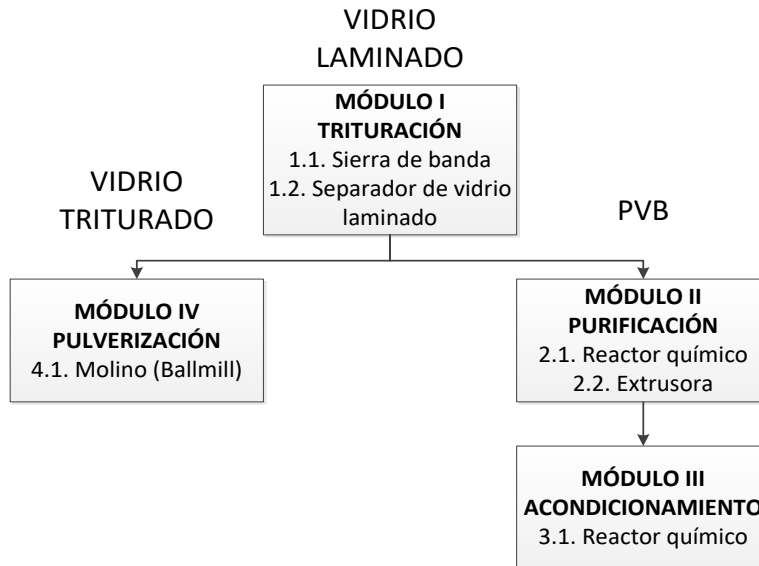 VIDRIO
LAMINADO
MÓDULO I
TRITURACIÓN
1.1. Sierra de banda
1.2. Separador de vidrio
laminado
VIDRIO
TRITURADO
PVB
MÓDULO IV
PULVERIZACIÓN
4.1. Molino (Ballmill)
MÓDULO II
PURIFICACIÓN
2.1. Reactor químico
2.2. Extrusora
MÓDULO III
ACONDICIONAMIENTO
3.1. Reactor químico